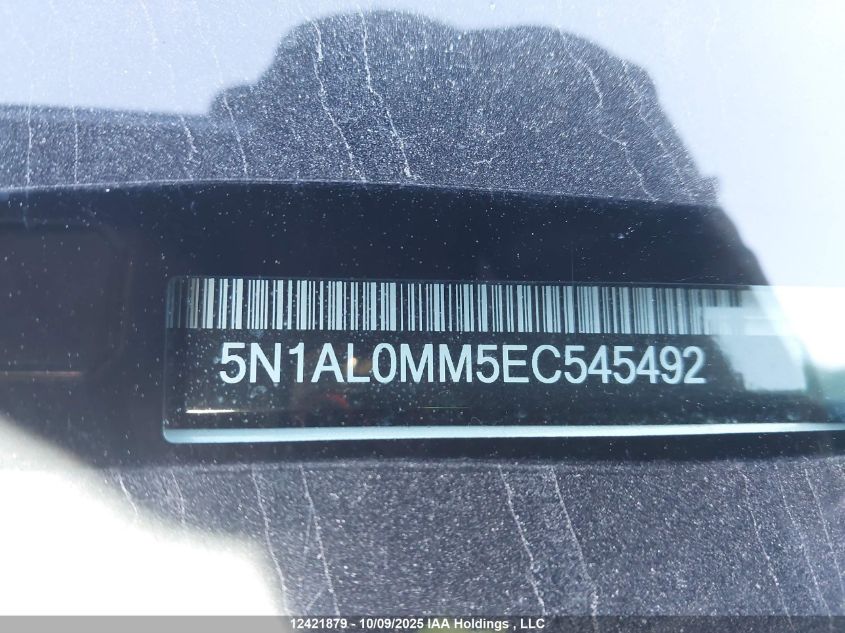 5N1AL0MM5EC545492
12421879 - 10/09/2025 IAA Holdings , LLC